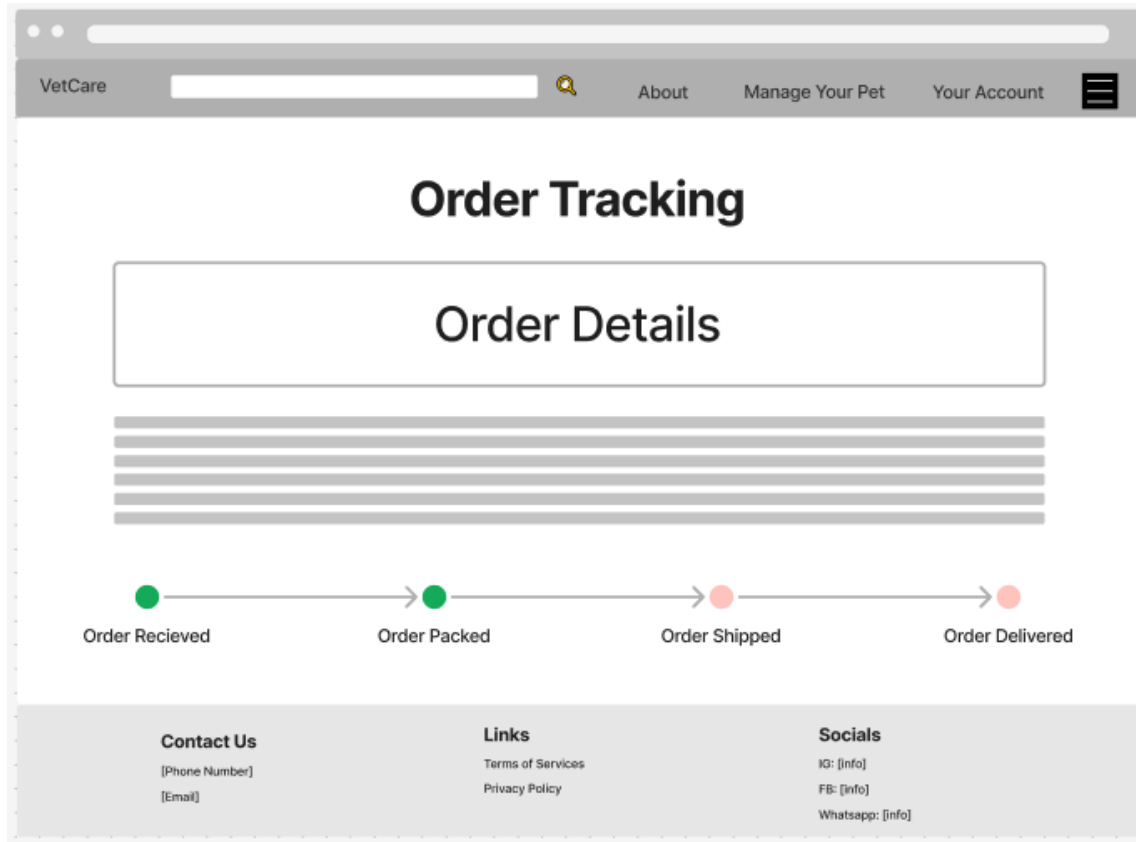 VetCare
About
Manage Your Pet
Your Account
Order Tracking
Order Details
Order Recieved
Order Packed
Order Shipped
Order Delivered
Contact Us
[Phone Number]
[Email]
Links
Terms of Services
Privacy Policy
Socials
IG: [info]
FB: [info]
Whatsapp: [info]